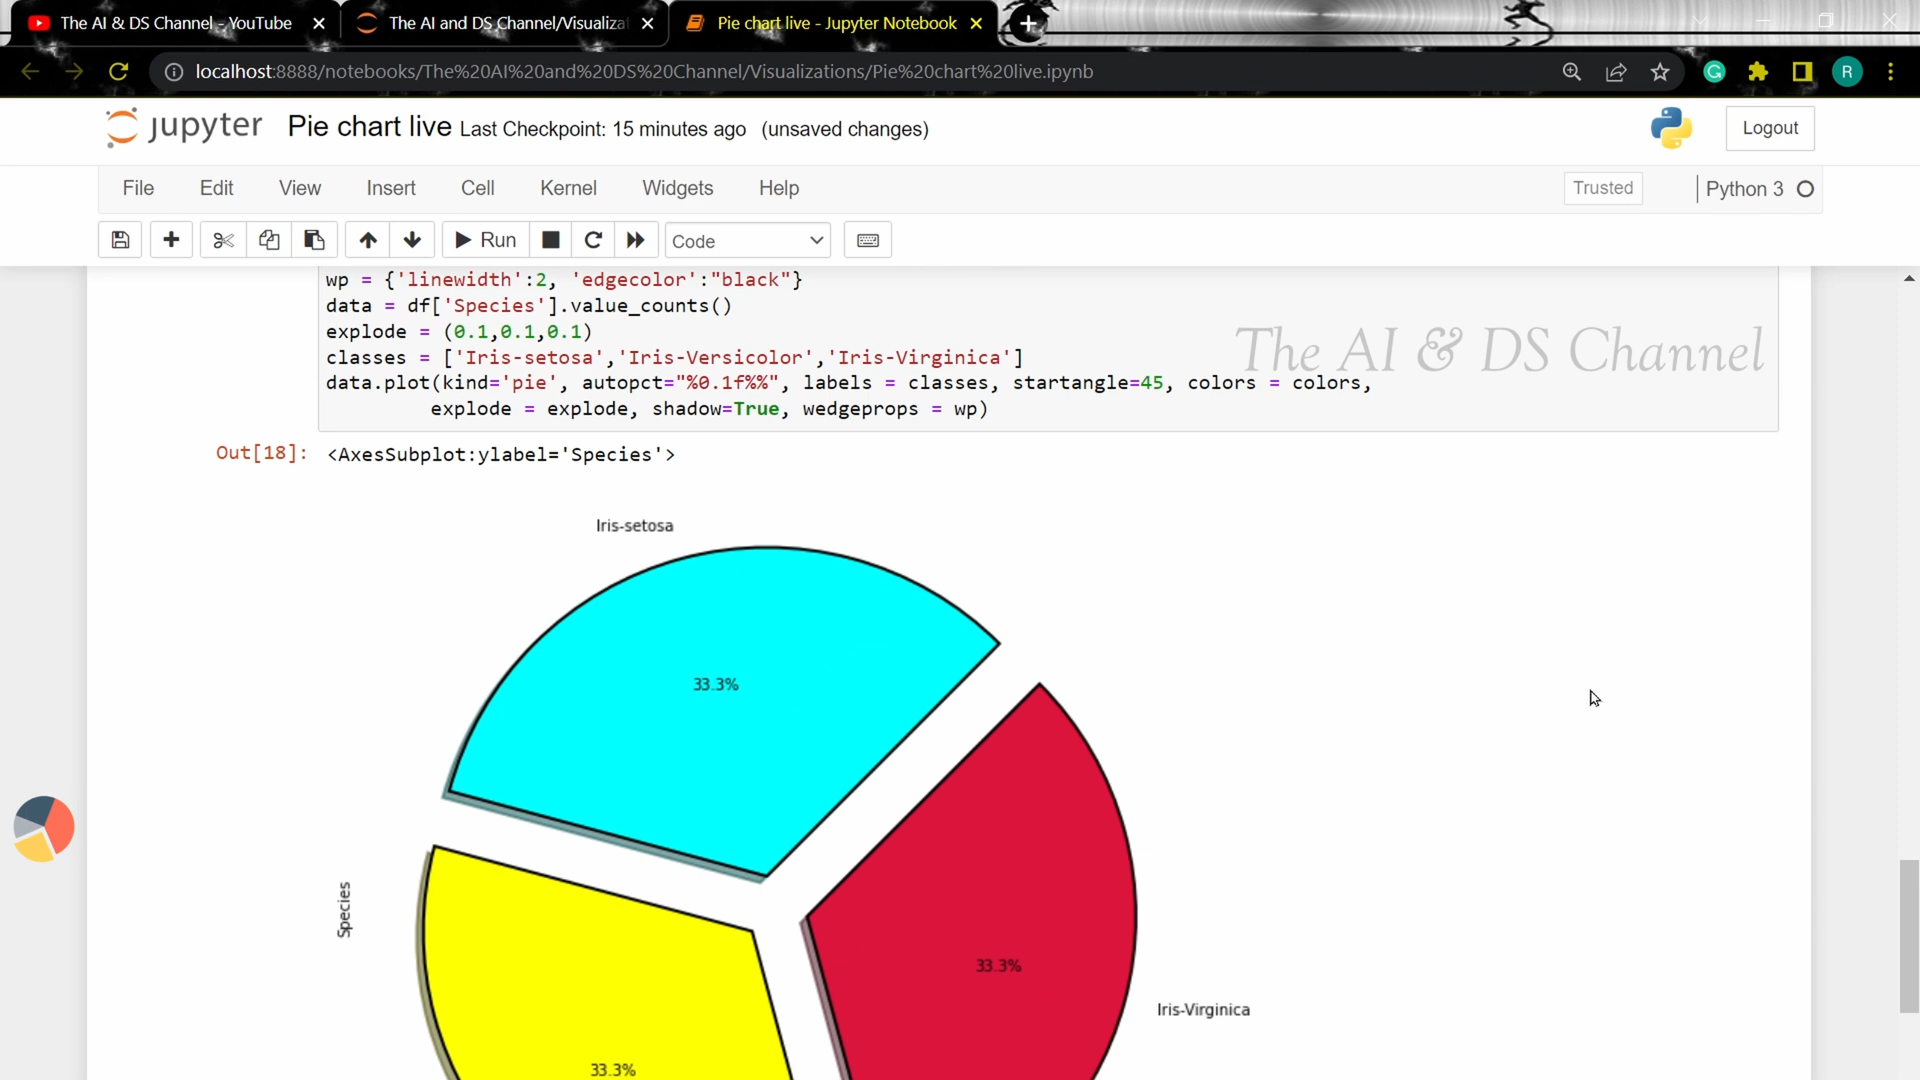 The AI & DS Channel - YouTube
The AI and DS Channel/Visualizat
Pie chart live - Jupyter Notebook
localhost:8888/notebooks/The%20AI%20and%20DS%20Channel/Visualizations/Pie%20chart%20live.ipynb
R
jupyter Pie chart live Last Checkpoint: 15 minutes ago (unsaved changes)
Logout
File Edit View Insert Cell Kernel Widgets Help
Trusted
Python 3
Run
Code
wp = {'linewidth':2, 'edgecolor':"black"}
data = df['Species'].value_counts()
explode = (0.1,0.1,0.1)
classes = ['Iris-setosa','Iris-Versicolor','Iris-Virginica']
The AI & DS Channel
data.plot(kind='pie', autopct="%0.1f%%", labels = classes, startangle=45, colors = colors,
explode = explode, shadow=True, wedgeprops = wp)
Out[18]: <AxesSubplot:ylabel='Species'>
Iris-setosa
33.3%
Species
33.3%
Iris-Virginica
33.3%